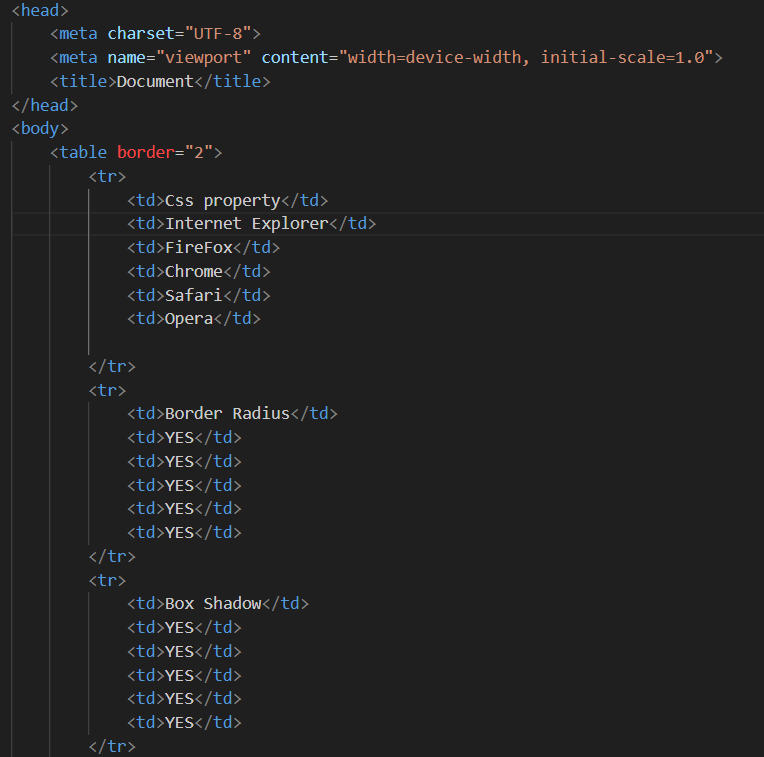 <head>
    <meta charset="UTF-8">
    <meta name="viewport" content="width=device-width, initial-scale=1.0">
    <title>Document</title>
</head>
<body>
    <table border="2">
        <tr>
            <td>Css property</td>
            <td>Internet Explorer</td>
            <td>FireFox</td>
            <td>Chrome</td>
            <td>Safari</td>
            <td>Opera</td>

        </tr>
        <tr>
            <td>Border Radius</td>
            <td>YES</td>
            <td>YES</td>
            <td>YES</td>
            <td>YES</td>
            <td>YES</td>
        </tr>
        <tr>
            <td>Box Shadow</td>
            <td>YES</td>
            <td>YES</td>
            <td>YES</td>
            <td>YES</td>
            <td>YES</td>
        </tr>